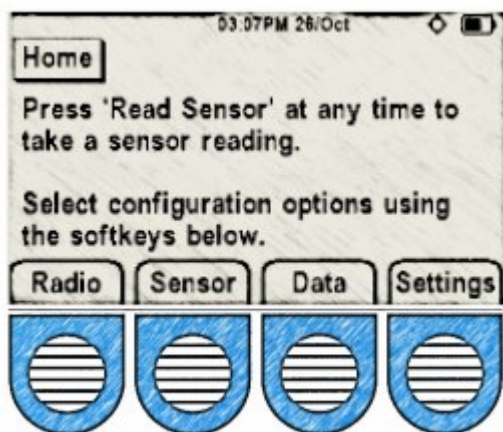 03:07PM 26/Oct
Home
Press 'Read Sensor' at any time to
take a sensor reading.
Select configuration options using
the softkeys below.
Radio Sensor Data Settings